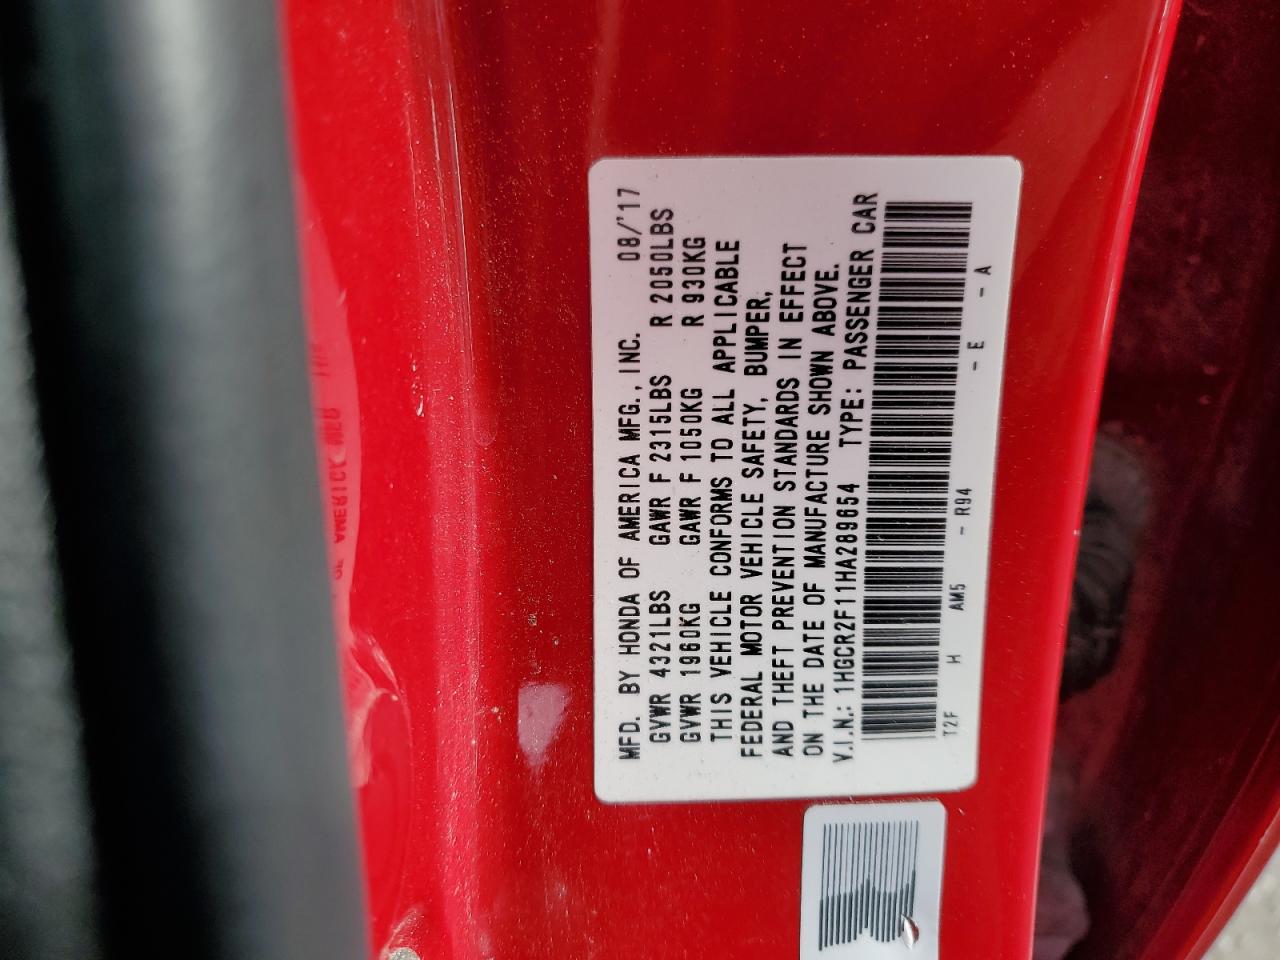 MFD. BY HONDA OF AMERICA MFG., INC. 08/'17
GVWR 4321LBS GAWR F 2315LBS R 2050LBS
GVWR 1960KG GAWR F 1050KG R 930KG
THIS VEHICLE CONFORMS TO ALL APPLICABLE
FEDERAL MOTOR VEHICLE SAFETY, BUMPER,
AND THEFT PREVENTION STANDARDS IN EFFECT
ON THE DATE OF MANUFACTURE SHOWN ABOVE.
V.I.N.: 1HGCR2F11HA289654 TYPE: PASSENGER CAR
T2F H AM5 - R94 - E - A